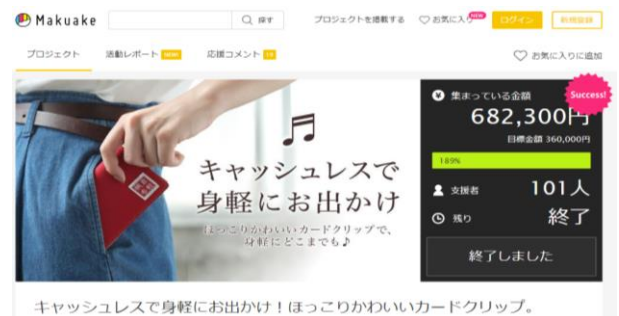 Makuake
探す
プロジェクトを掲載する
お気に入り
NEW
ログイン
新規登録
プロジェクト
活動レポート
応援コメント
お気に入りに追加
キャッシュレスで
身軽にお出かけ
ほっこりかわいいカードクリップで、
身軽にどこまでも♪
集まっている金額
Success!
682,300円
目標金額 360,000円
189%
支援者
101人
残り
終了
終了しました
キャッシュレスで身軽にお出かけ！ほっこりかわいいカードクリップ。